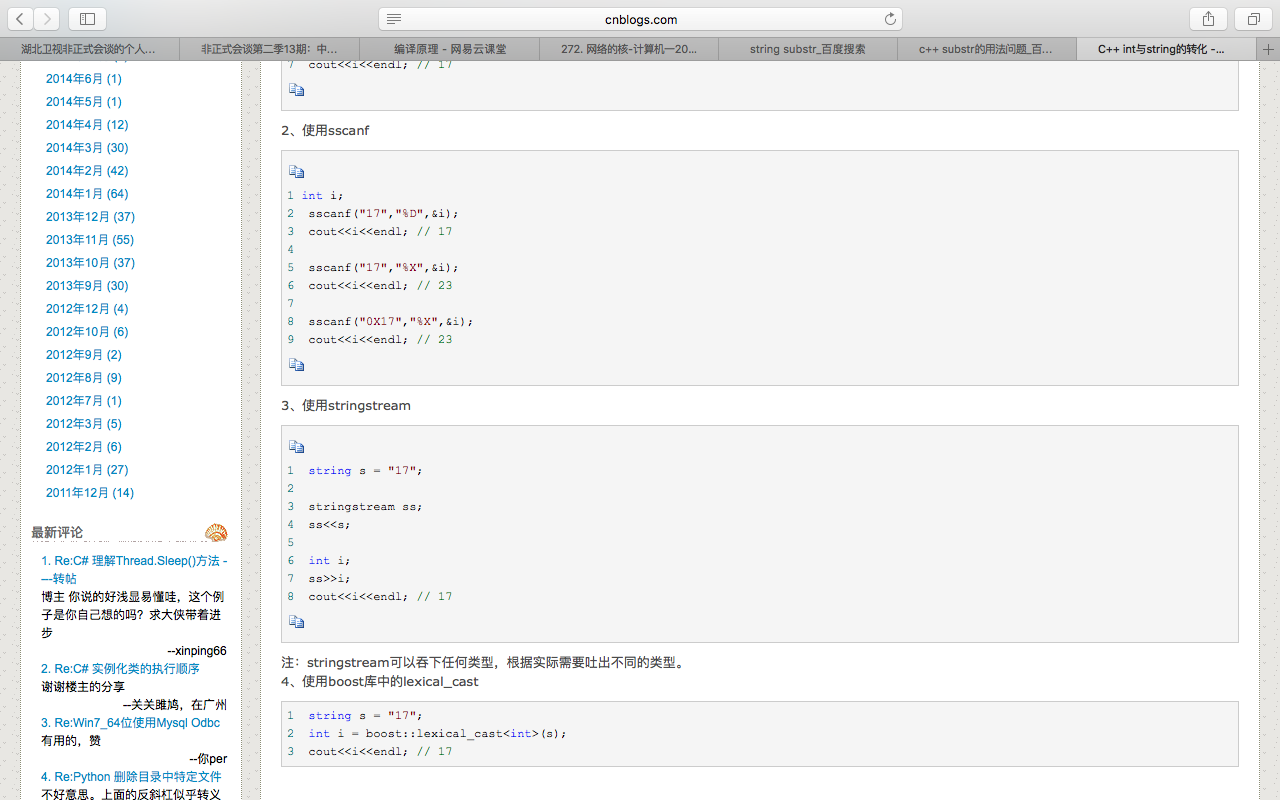 cnblogs.com
湖北卫视非正式会谈的个人...
非正式会谈第二季13期：中...
编译原理 - 网易云课堂
272. 网络的核-计算机一20...
string substr_百度搜索
c++ substr的用法问题_百...
C++ int与string的转化 -...
2014年6月 (1)
2014年5月 (1)
2014年4月 (12)
2014年3月 (30)
2014年2月 (42)
2014年1月 (64)
2013年12月 (37)
2013年11月 (55)
2013年10月 (37)
2013年9月 (30)
2012年12月 (4)
2012年10月 (6)
2012年9月 (2)
2012年8月 (9)
2012年7月 (1)
2012年3月 (5)
2012年2月 (6)
2012年1月 (27)
2011年12月 (14)
最新评论
1. Re:C# 理解Thread.Sleep()方法 -
---转帖
博主 你说的好浅显易懂哇，这个例
子是你自己想的吗？求大侠带着进
步
--xinping66
2. Re:C# 实例化类的执行顺序
谢谢楼主的分享
--关关雎鸠，在广州
3. Re:Win7_64位使用Mysql Odbc
有用的，赞
--你per
4. Re:Python 删除目录中特定文件
不好意思。上面的反斜杠似乎转义
7 cout<<i<<endl; // 17
2、使用sscanf
1 int i;
2 sscanf("17","%D",&i);
3 cout<<i<<endl; // 17
4
5 sscanf("17","%X",&i);
6 cout<<i<<endl; // 23
7
8 sscanf("0X17","%X",&i);
9 cout<<i<<endl; // 23
3、使用stringstream
1 string s = "17";
2
3 stringstream ss;
4 ss<<s;
5
6 int i;
7 ss>>i;
8 cout<<i<<endl; // 17
注：stringstream可以吞下任何类型，根据实际需要吐出不同的类型。
4、使用boost库中的lexical_cast
1 string s = "17";
2 int i = boost::lexical_cast<int>(s);
3 cout<<i<<endl; // 17